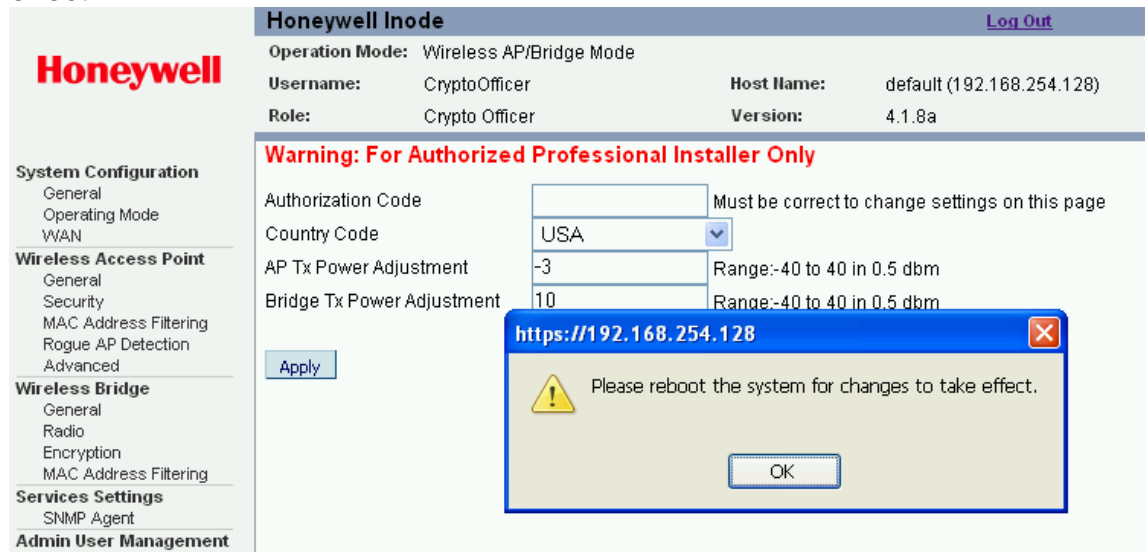 Honeywell
System Configuration
General
Operating Mode
WAN
Wireless Access Point
General
Security
MAC Address Filtering
Rogue AP Detection
Advanced
Wireless Bridge
General
Radio
Encryption
MAC Address Filtering
Services Settings
SNMP Agent
Admin User Management
Honeywell Inode Log Out
Operation Mode: Wireless AP/Bridge Mode
Username: CryptoOfficer Host Name: default (192.168.254.128)
Role: Crypto Officer Version: 4.1.8a
Warning: For Authorized Professional Installer Only
Authorization Code Must be correct to change settings on this page
Country Code USA
AP Tx Power Adjustment -3 Range:-40 to 40 in 0.5 dbm
Bridge Tx Power Adjustment 10 Range:-40 to 40 in 0.5 dbm
Apply
https://192.168.254.128
Please reboot the system for changes to take effect.
OK